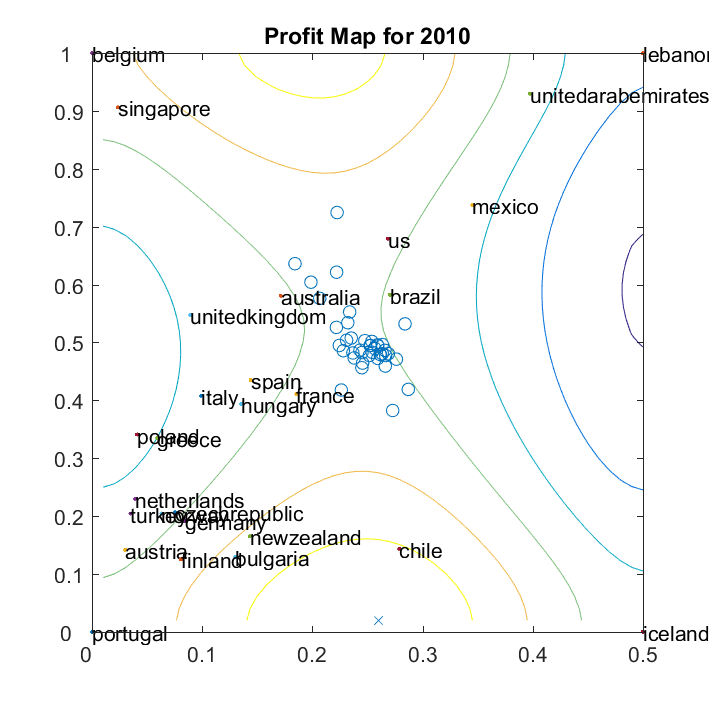 Profit Map for 2010
1
belgium
lebanon
0.9
singapore
unitedarabemirates
0.8
mexico
0.7
us
0.6
australia
brazil
unitedkingdom
0.5
spain
0.4
italy
france
hungary
0.3
poland
greece
netherlands
0.2
turkey
norway
czechrepublic
germany
newzealand
austria
chile
finland
bulgaria
0.1
0
portugal
iceland
0
0.1
0.2
0.3
0.4
0.5